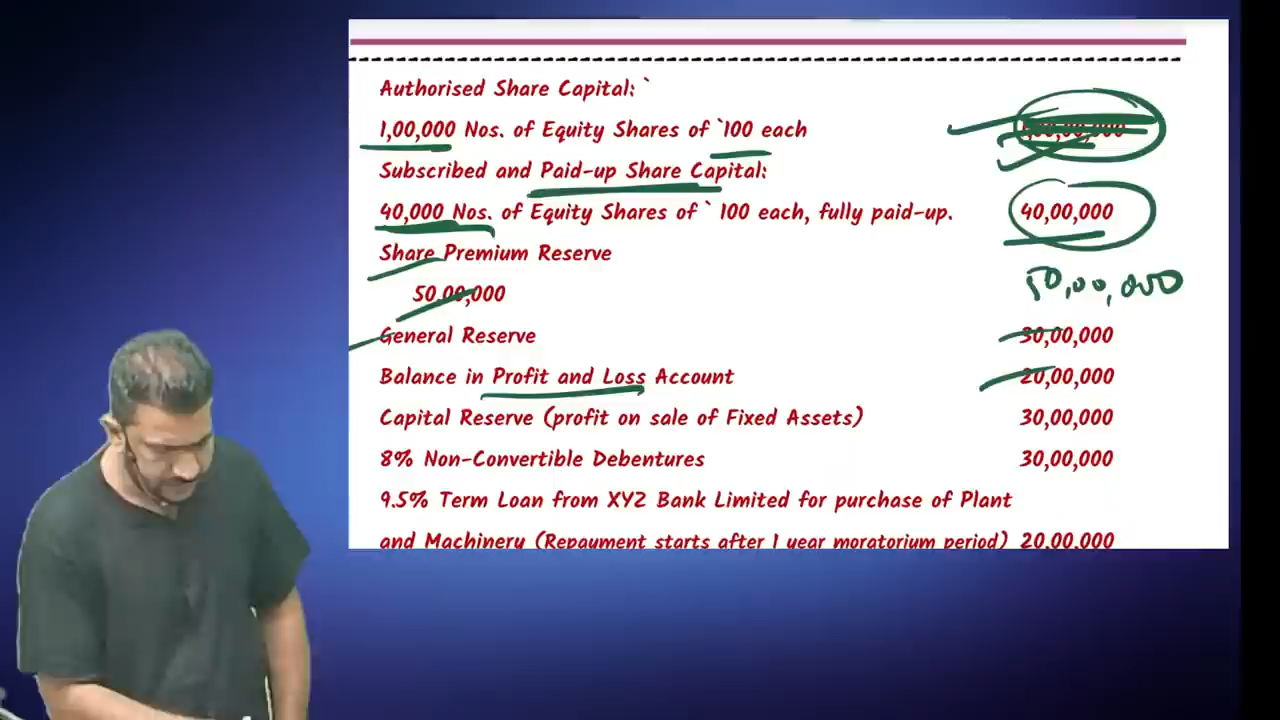 Authorised Share Capital:`
1,00,000 Nos. of Equity Shares of `100 each
Subscribed and Paid-up Share Capital:
40,000 Nos. of Equity Shares of ` 100 each, fully paid-up. 40,00,000
Share Premium Reserve
50,00,000 50,00,000
General Reserve 30,00,000
Balance in Profit and Loss Account 20,00,000
Capital Reserve (profit on sale of Fixed Assets) 30,00,000
8% Non-Convertible Debentures 30,00,000
9.5% Term Loan from XYZ Bank Limited for purchase of Plant
and Machinery (Repayment starts after 1 year moratorium period) 20,00,000